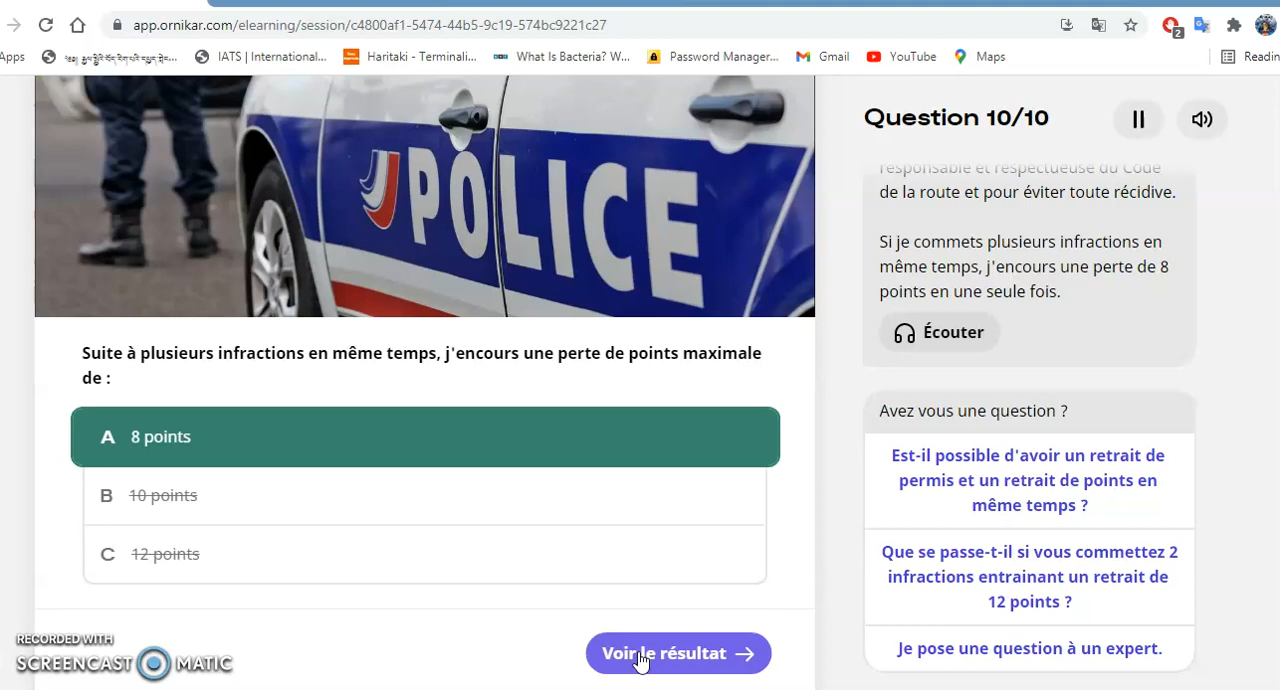 app.ornikar.com/elearning/session/c4800af1-5474-44b5-9c19-574bc9221c27
2
Apps
IATS | International...
Haritaki - Terminali...
What Is Bacteria? W...
Password Manager...
Gmail
YouTube
Maps
Readin
POLICE
Question 10/10
responsable et respectueuse du Code
de la route et pour éviter toute récidive.
Si je commets plusieurs infractions en
même temps, j'encours une perte de 8
points en une seule fois.
Écouter
Suite à plusieurs infractions en même temps, j'encours une perte de points maximale
de :
A 8 points
B 10 points
C 12 points
Voir le résultat
Avez vous une question ?
Est-il possible d'avoir un retrait de
permis et un retrait de points en
même temps ?
Que se passe-t-il si vous commettez 2
infractions entrainant un retrait de
12 points ?
Je pose une question à un expert.
RECORDED WITH
SCREENCAST MATIC